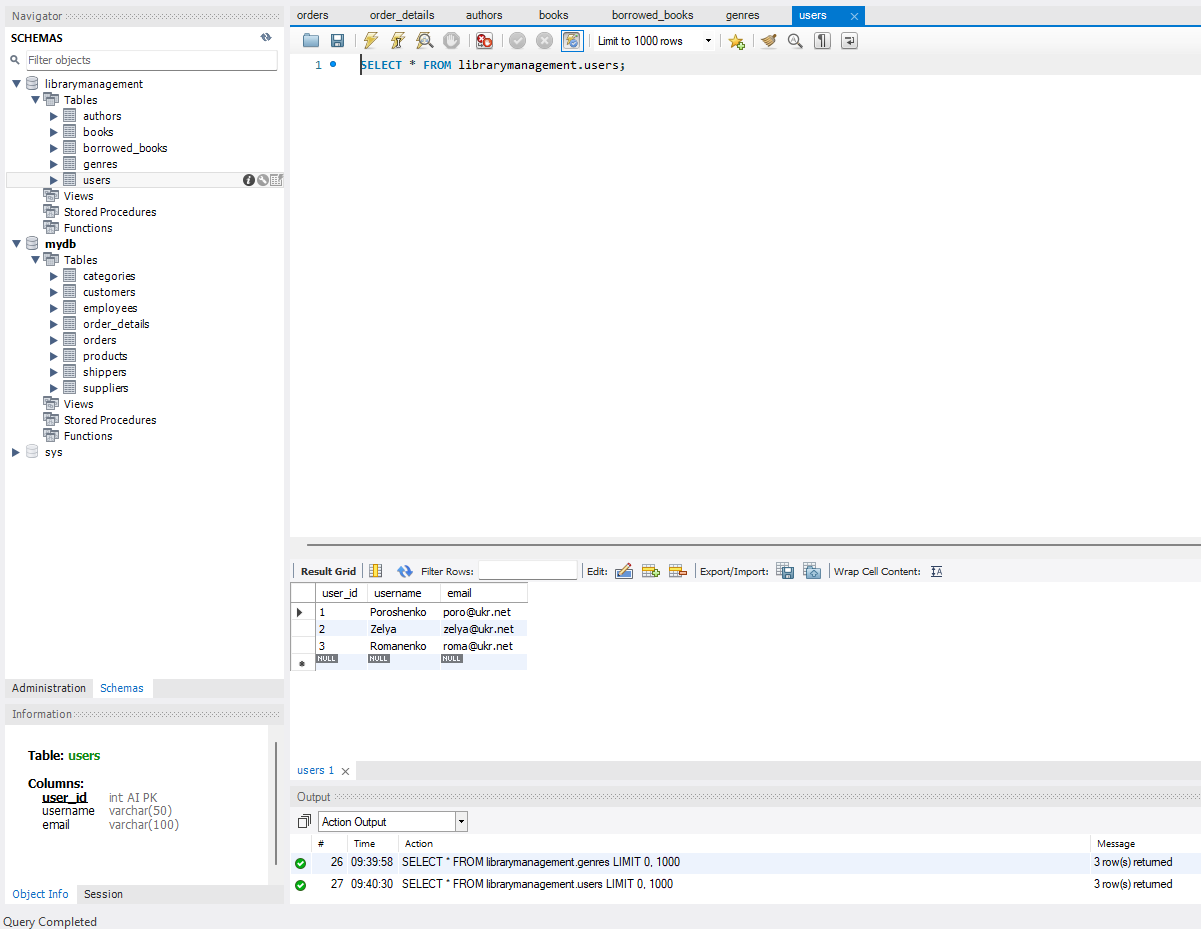 Navigator
SCHEMAS
Filter objects
librarymanagement
Tables
authors
books
borrowed_books
genres
users
Views
Stored Procedures
Functions
mydb
Tables
categories
customers
employees
order_details
orders
products
shippers
suppliers
Views
Stored Procedures
Functions
sys
Administration Schemas
Information
Table: users
Columns:
user_id int AI PK
username varchar(50)
email varchar(100)
Object Info Session
Query Completed
orders order_details authors books borrowed_books genres users
Limit to 1000 rows
1 SELECT * FROM librarymanagement.users;
Result Grid Filter Rows: Edit: Export/Import: Wrap Cell Content:
user_id username email
1 Poroshenko poro@ukr.net
2 Zelya zelya@ukr.net
3 Romanenko roma@ukr.net
NULL NULL NULL
users 1
Output
Action Output
# Time Action Message
26 09:39:58 SELECT * FROM librarymanagement.genres LIMIT 0, 1000 3 row(s) returned
27 09:40:30 SELECT * FROM librarymanagement.users LIMIT 0, 1000 3 row(s) returned